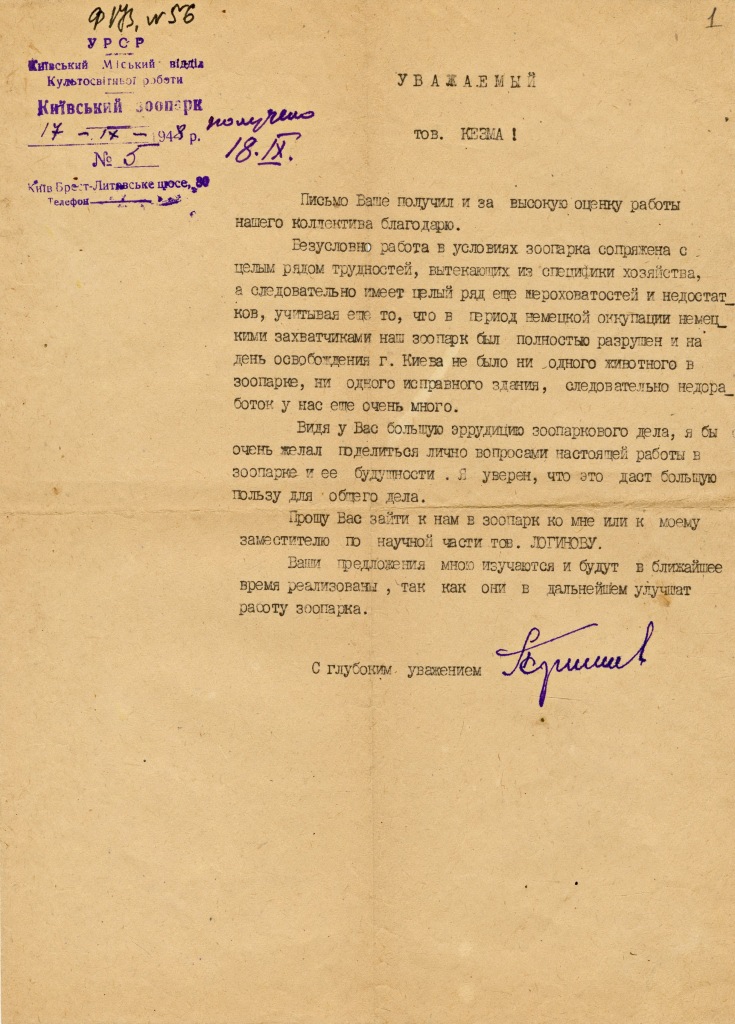 ФVІЗ, №56
1
УРСР
Київський Міський відділ
Культосвітної роботи
Київський зоопарк
17 - IX - 1948 р.
№ 5
Київ Брест-Литовське шосе, 80
Телефон
получено
18.IX.
УВАЖАЕМЫЙ
тов. КЕЗМА!
Письмо Ваше получил и за высокую оценку работы
нашего коллектива благодарю.
Безусловно работа в условиях зоопарка сопряжена с
целым рядом трудностей, вытекающих из специфики хозяйства,
а следовательно имеет целый ряд еще шероховатостей и недостат_
ков, учитывая еще то, что в период немецкой оккупации немец_
кими захватчиками наш зоопарк был полностью разрушен и на
день освобождения г. Киева не было ни одного животного в
зоопарке, ни одного исправного здания, следовательно недора_
боток у нас еще очень много.
Видя у Вас большую эррудицию зоопаркового дела, я бы
очень желал поделиться лично вопросами настоящей работы в
зоопарке и ее будущности . Я уверен, что это даст большую
пользу для общего дела.
Прошу Вас зайти к нам в зоопарк ко мне или к моему
заместителю по научной части тов. ЛОГИНОВУ.
Ваши предложения мною изучаются и будут в ближайшее
время реализованы , так как они в дальнейшем улучшат
работу зоопарка.
С глубоким уважением